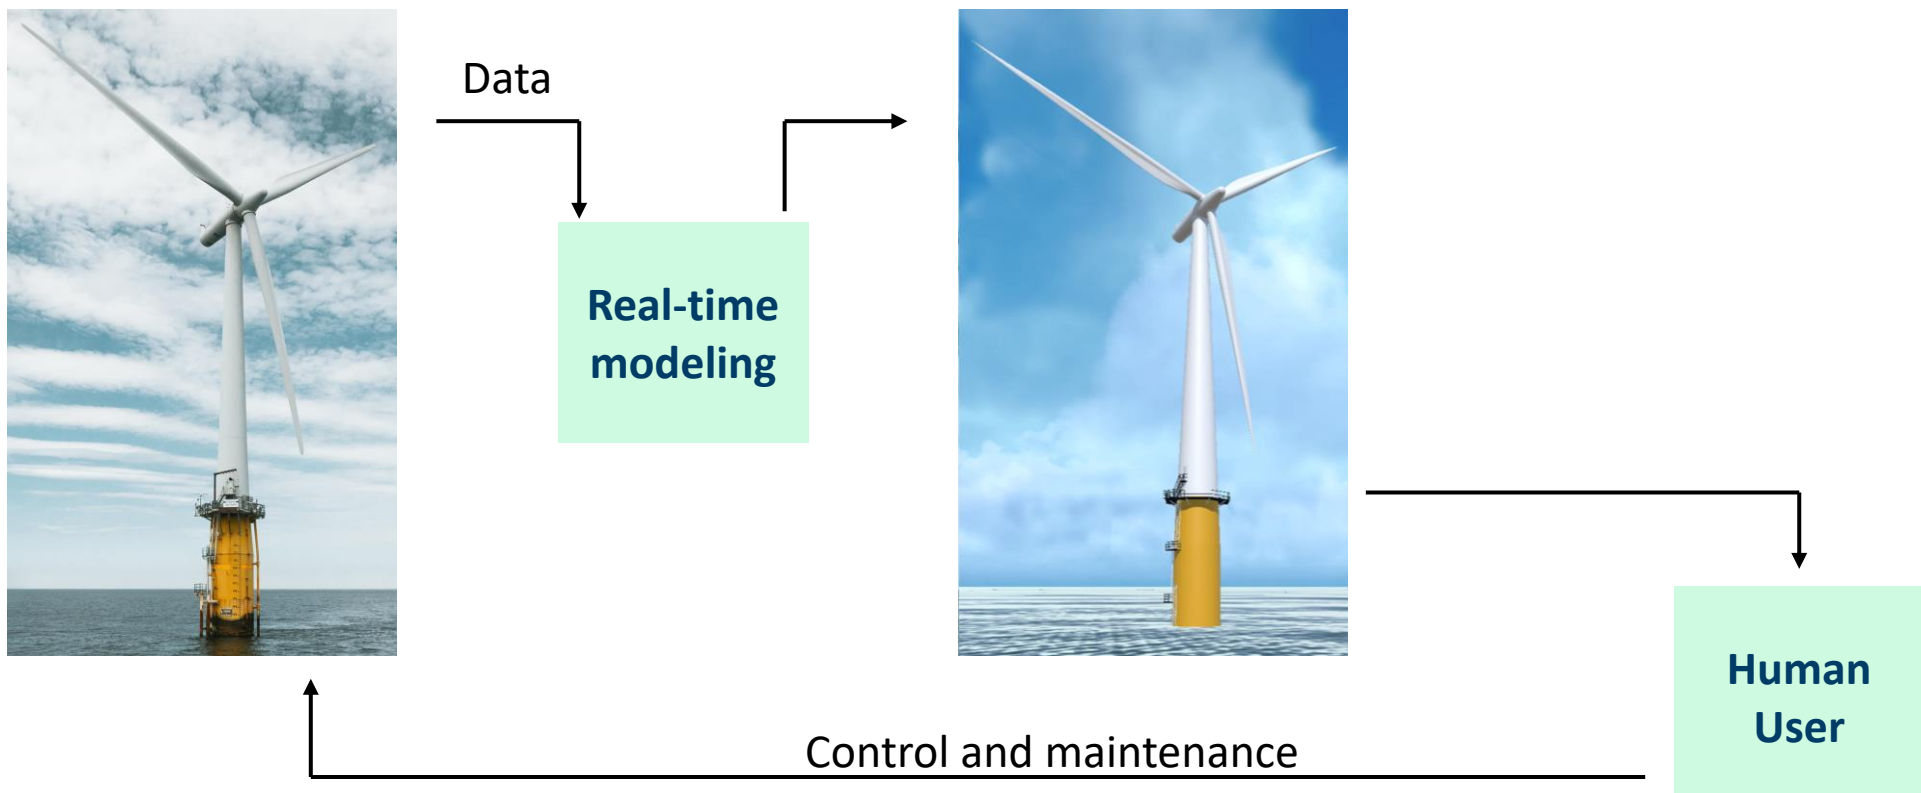 Data
Real-time
modeling
Human
User
Control and maintenance